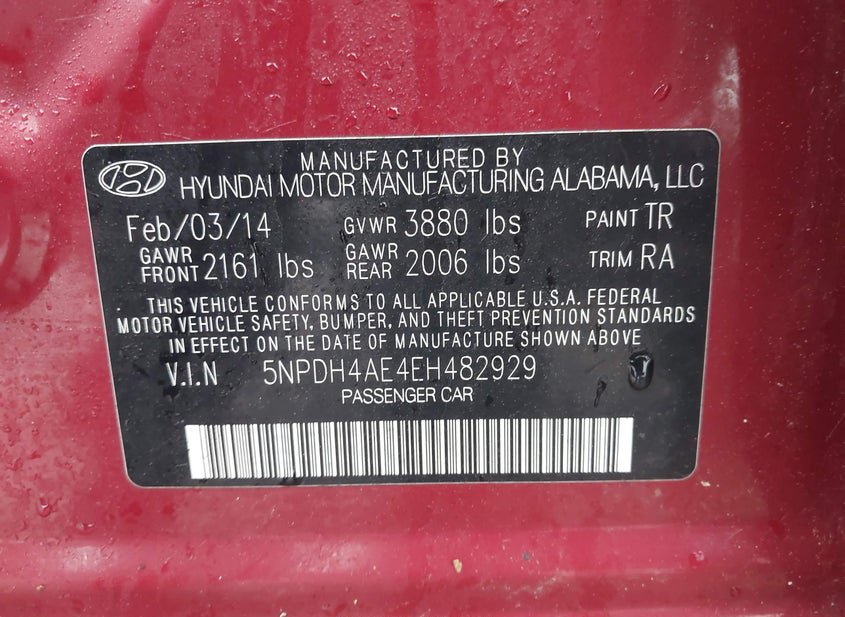 MANUFACTURED BY
HYUNDAI MOTOR MANUFACTURING ALABAMA, LLC
Feb/03/14 GVWR 3880 lbs PAINT TR
GAWR FRONT 2161 lbs GAWR REAR 2006 lbs TRIM RA
THIS VEHICLE CONFORMS TO ALL APPLICABLE U.S.A. FEDERAL
MOTOR VEHICLE SAFETY, BUMPER, AND THEFT PREVENTION STANDARDS
IN EFFECT ON THE DATE OF MANUFACTURE SHOWN ABOVE
V.I.N 5NPDH4AE4EH482929
PASSENGER CAR